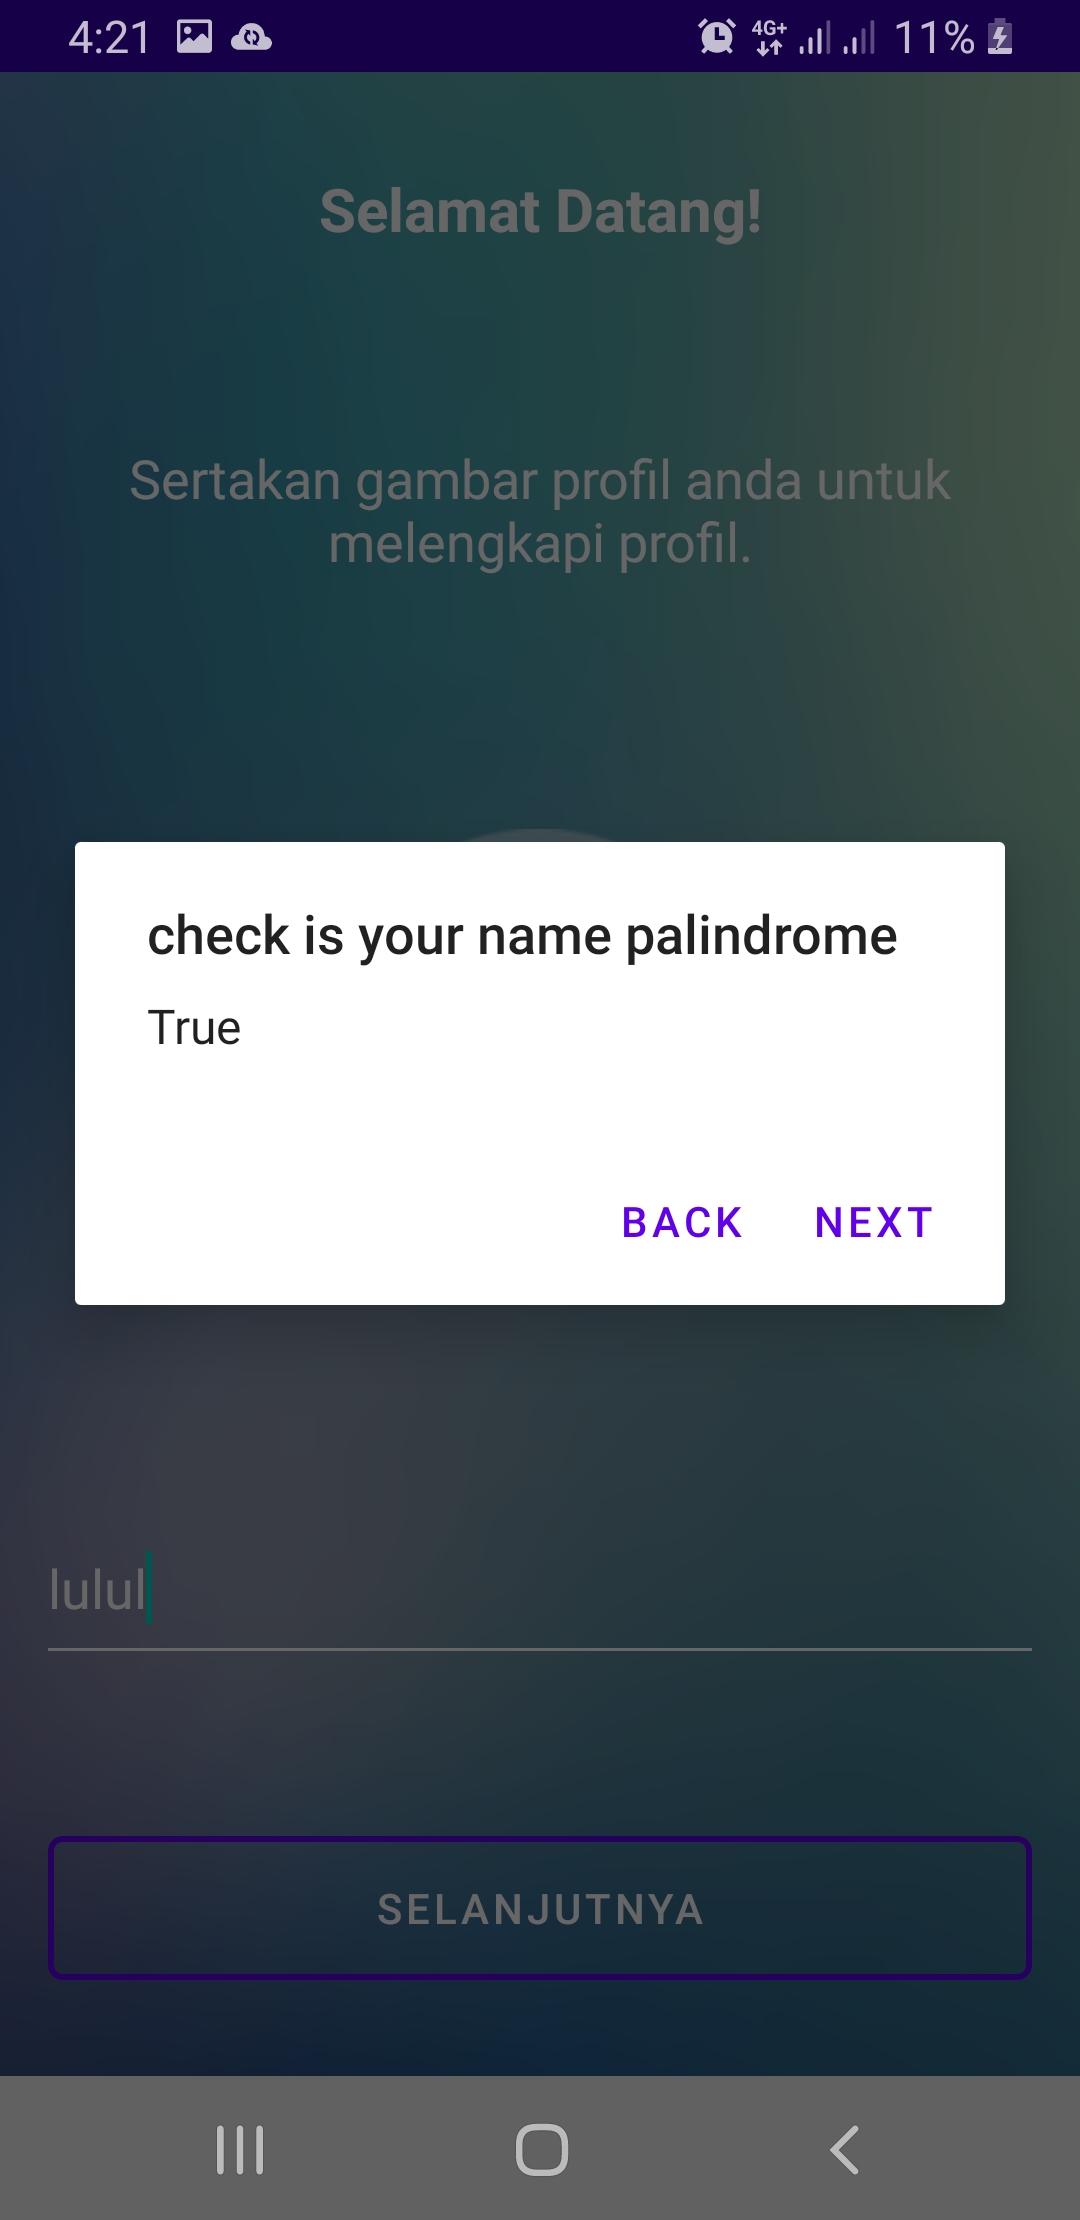 4:21 4G+ 11%
Selamat Datang!
Sertakan gambar profil anda untuk
melengkapi profil.
check is your name palindrome
True
BACK NEXT
lulul
SELANJUTNYA